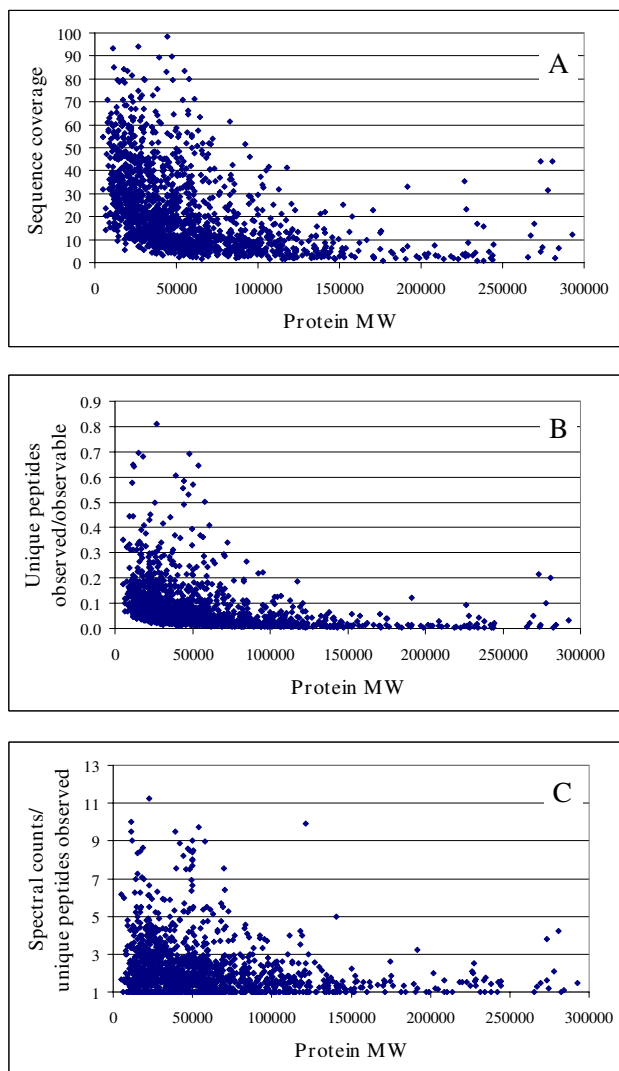 A
100
90
80
70
60
50
40
30
20
10
0
Sequence coverage
0 50000 100000 150000 200000 250000 300000
Protein MW
B
0.9
0.8
0.7
0.6
0.5
0.4
0.3
0.2
0.1
0.0
Unique peptides
observed/observable
0 50000 100000 150000 200000 250000 300000
Protein MW
C
13
11
9
7
5
3
1
Spectral counts/
unique peptides observed
0 50000 100000 150000 200000 250000 300000
Protein MW